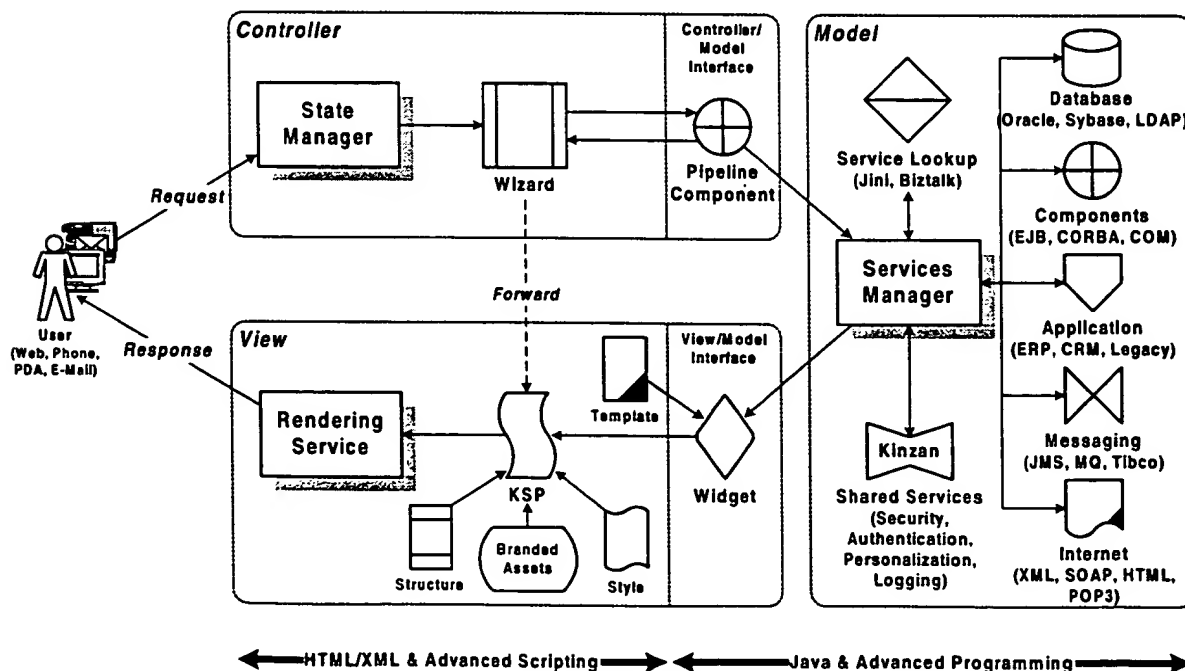 Controller
Controller/
Model
Interface
State
Manager
Wizard
Pipeline
Component
Request
Model
Database
(Oracle, Sybase, LDAP)
Service Lookup
(Jini, Biztalk)
Components
(EJB, CORBA, COM)
Services
Manager
Application
(ERP, CRM, Legacy)
Messaging
(JMS, MQ, Tibco)
Kinzan
Shared Services
(Security,
Authentication,
Personalization,
Logging)
Internet
(XML, SOAP, HTML,
POP3)
User
(Web, Phone,
PDA, E-Mail)
Forward
Response
View
View/Model
Interface
Template
Rendering
Service
KSP
Widget
Structure
Branded
Assets
Style
HTML/XML & Advanced Scripting
Java & Advanced Programming